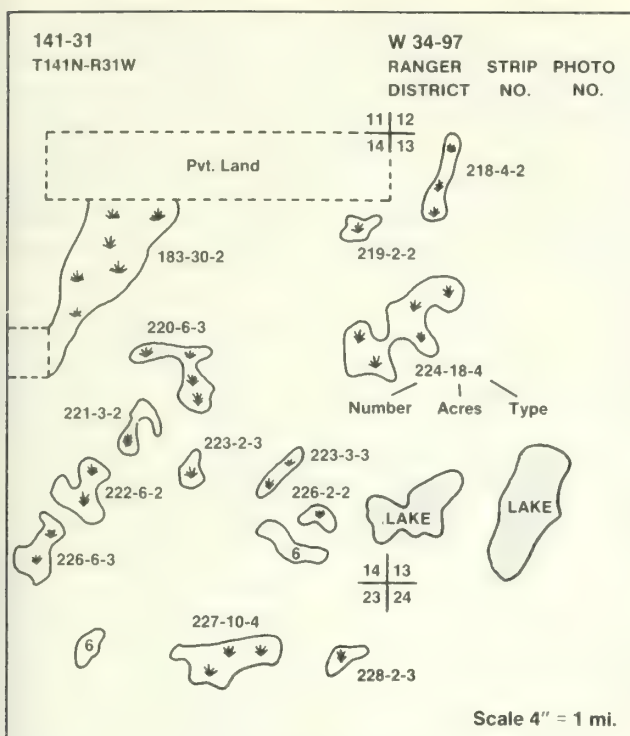 141-31
T141N-R31W
W 34-97
RANGER STRIP PHOTO
DISTRICT NO. NO.
11 12
14 13
Pvt. Land
218-4-2
219-2-2
183-30-2
220-6-3
224-18-4
Number Acres Type
221-3-2
223-2-3
223-3-3
222-6-2
226-2-2
LAKE
LAKE
6
226-6-3
14 13
23 24
227-10-4
6
228-2-3
Scale 4" = 1 mi.